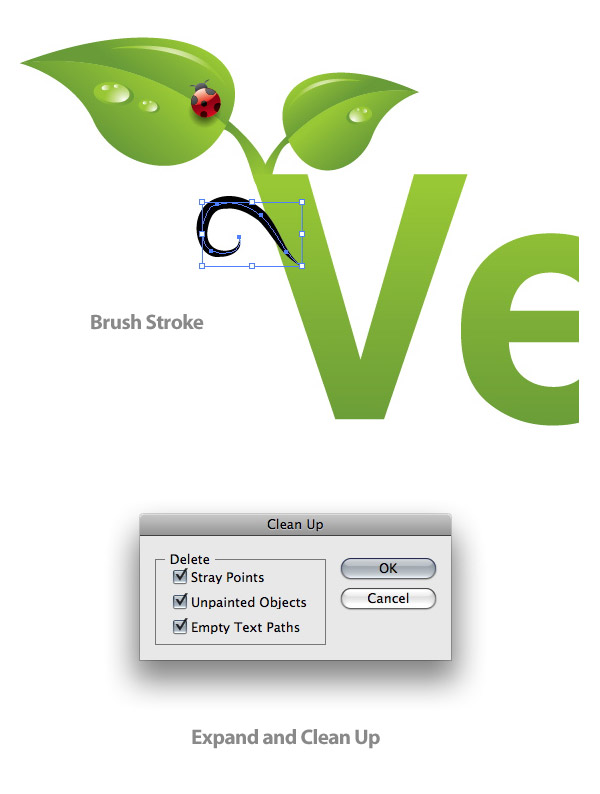 Ve
Brush Stroke
Clean Up
Delete
Stray Points
Unpainted Objects
Empty Text Paths
OK
Cancel
Expand and Clean Up